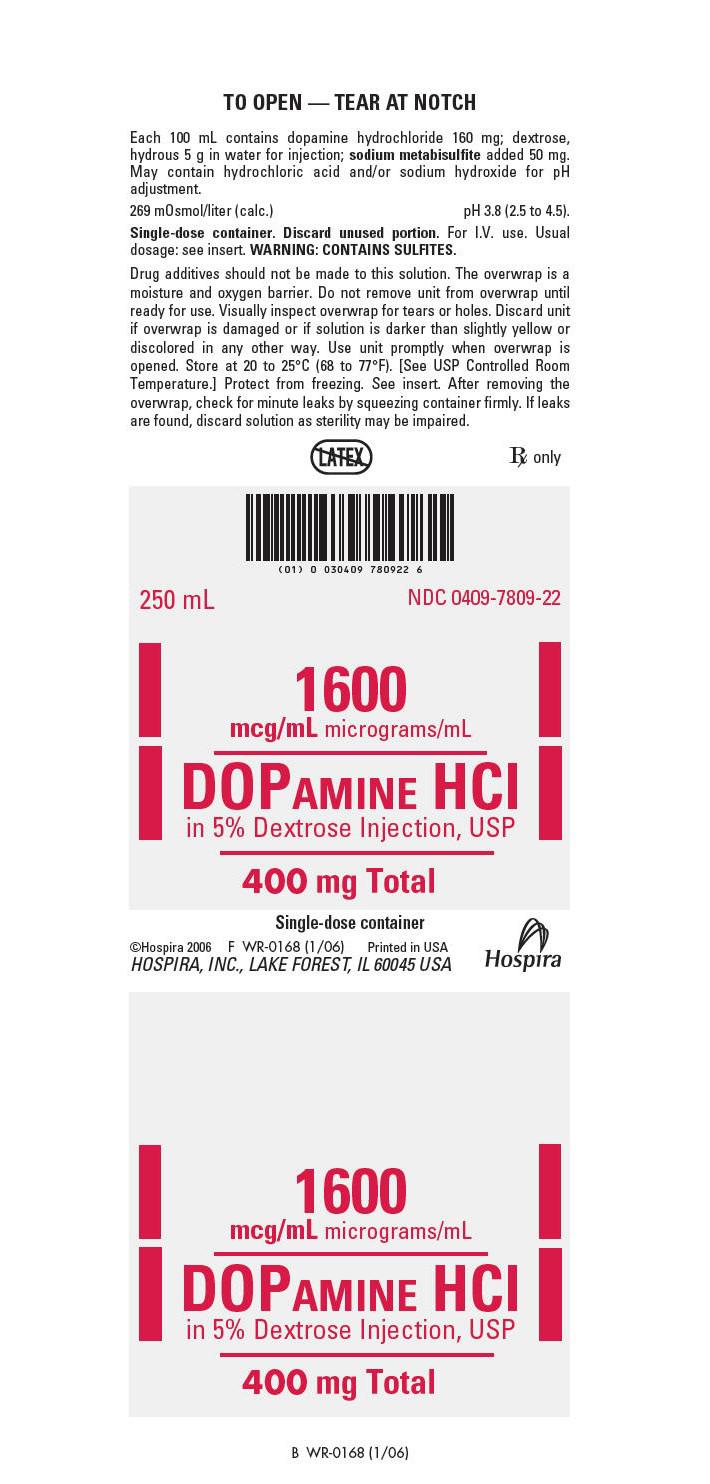 TO OPEN — TEAR AT NOTCH
Each 100 mL contains dopamine hydrochloride 160 mg; dextrose,
hydrous 5 g in water for injection; sodium metabisulfite added 50 mg.
May contain hydrochloric acid and/or sodium hydroxide for pH
adjustment.
269 mOsmol/liter (calc.) pH 3.8 (2.5 to 4.5).
Single-dose container. Discard unused portion. For I.V. use. Usual
dosage: see insert. WARNING: CONTAINS SULFITES.
Drug additives should not be made to this solution. The overwrap is a
moisture and oxygen barrier. Do not remove unit from overwrap until
ready for use. Visually inspect overwrap for tears or holes. Discard unit
if overwrap is damaged or if solution is darker than slightly yellow or
discolored in any other way. Use unit promptly when overwrap is
opened. Store at 20 to 25°C (68 to 77°F). [See USP Controlled Room
Temperature.] Protect from freezing. See insert. After removing the
overwrap, check for minute leaks by squeezing container firmly. If leaks
are found, discard solution as sterility may be impaired.
LATEX ℞ only
(01) 0 030409 780922 6
250 mL NDC 0409-7809-22
1600
mcg/mL micrograms/mL
DOPAMINE HCl
in 5% Dextrose Injection, USP
400 mg Total
Single-dose container
©Hospira 2006 F WR-0168 (1/06) Printed in USA
HOSPIRA, INC., LAKE FOREST, IL 60045 USA
Hospira
1600
mcg/mL micrograms/mL
DOPAMINE HCl
in 5% Dextrose Injection, USP
400 mg Total
B WR-0168 (1/06)